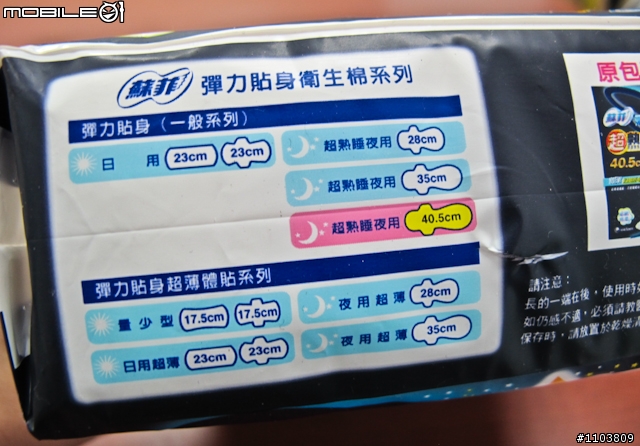 MOBILE01
蘇菲 彈力貼身衛生棉系列
彈力貼身（一般系列）
日 用 23cm 23cm
超熟睡夜用 28cm
超熟睡夜用 35cm
超熟睡夜用 40.5cm
彈力貼身超薄體貼系列
量少型 17.5cm 17.5cm
夜用超薄 28cm
日用超薄 23cm 23cm
夜用超薄 35cm
原包
蘇菲
超熟
40.5c
請注意：
長的一端在後，使用時
如仍感不適，必須請教
保存時，請放置於乾燥
#1103809